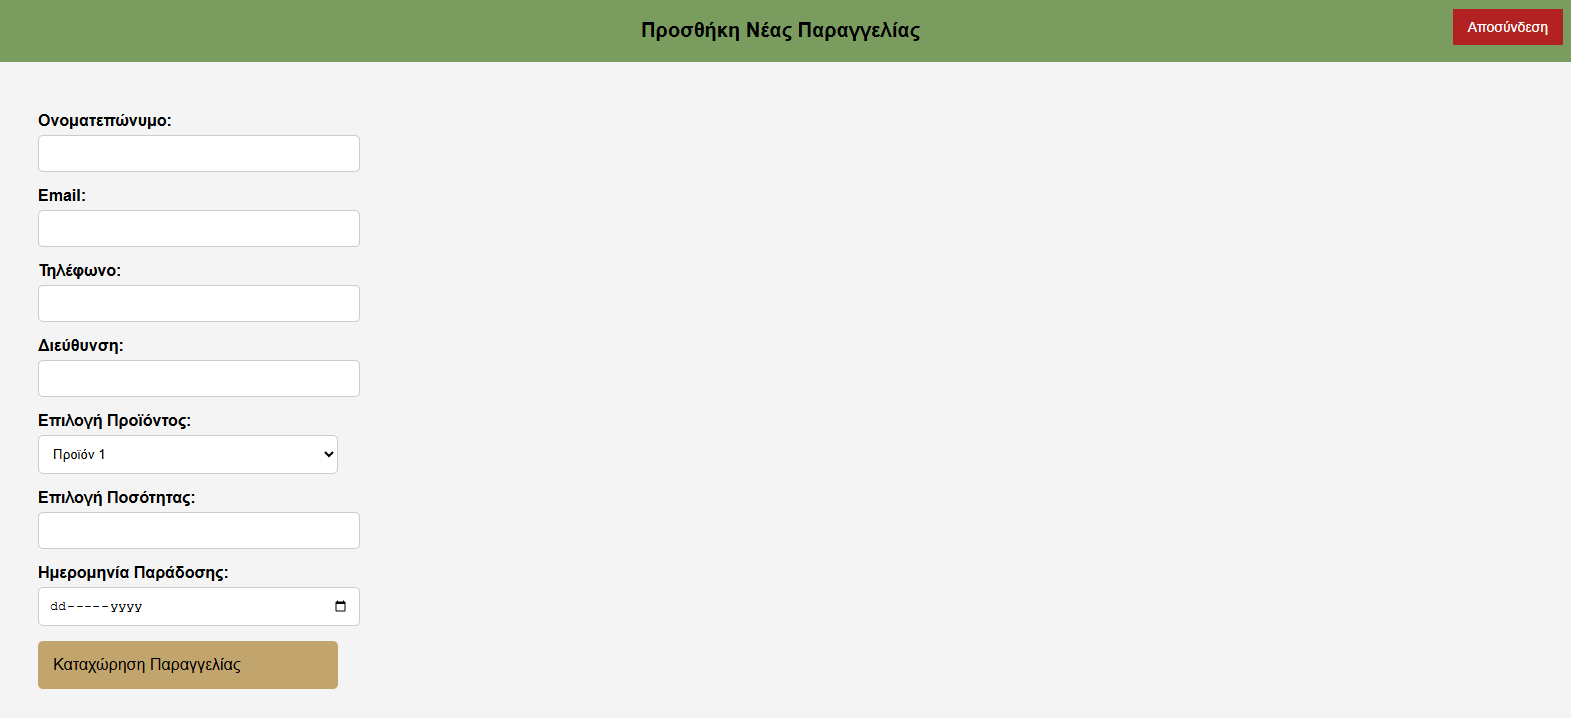 Προσθήκη Νέας Παραγγελίας
Αποσύνδεση
Ονοματεπώνυμο:
Email:
Τηλέφωνο:
Διεύθυνση:
Επιλογή Προϊόντος:
Προϊόν 1
Επιλογή Ποσότητας:
Ημερομηνία Παράδοσης:
dd-----yyyy
Καταχώρηση Παραγγελίας